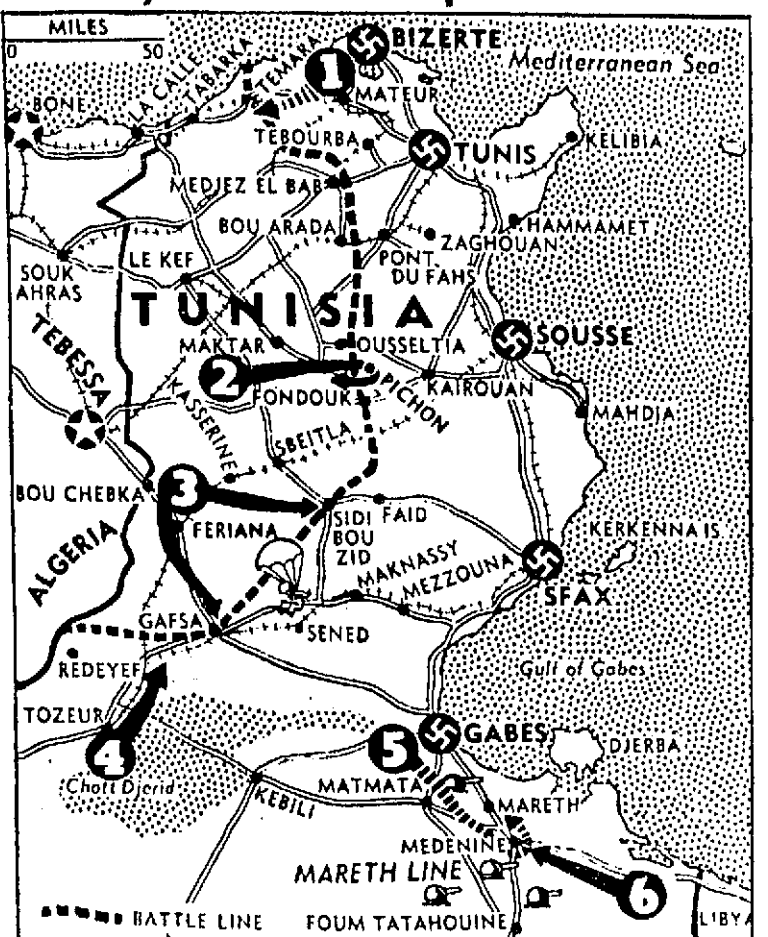 MILES
0 50
BIZERTE
Mediterranean Sea
1
BONE
LA CALLE
TABARKA
TEMARA
MATEUR
TEBOURBA
TUNIS
KELIBIA
MEDJEZ EL BAB
BOU ARADA
HAMMAMET
ZAGHOUAN
SOUK
AHRAS
LE KEF
PONT
DU FAHS
TUNISIA
TEBESSA
MAKTAR
OUSSELTIA
SOUSSE
2
FONDOUK
PICHON
KAIROUAN
KASSERINE
SBEITLA
MAHDIA
BOU CHEBKA
3
FERIANA
SIDI
BOU
ZID
FAID
KERKENNA IS
ALGERIA
MAKNASSY
MEZZOUNA
SFAX
GAFSA
SENED
REDEYEF
Gulf of Gabes
TOZEUR
4
5
GABES
DJERBA
Chott Djerid
KEBILI
MATMATA
MARETH
MEDENINE
MARETH LINE
6
BATTLE LINE
FOUM TATAHOUINE
LIBYA